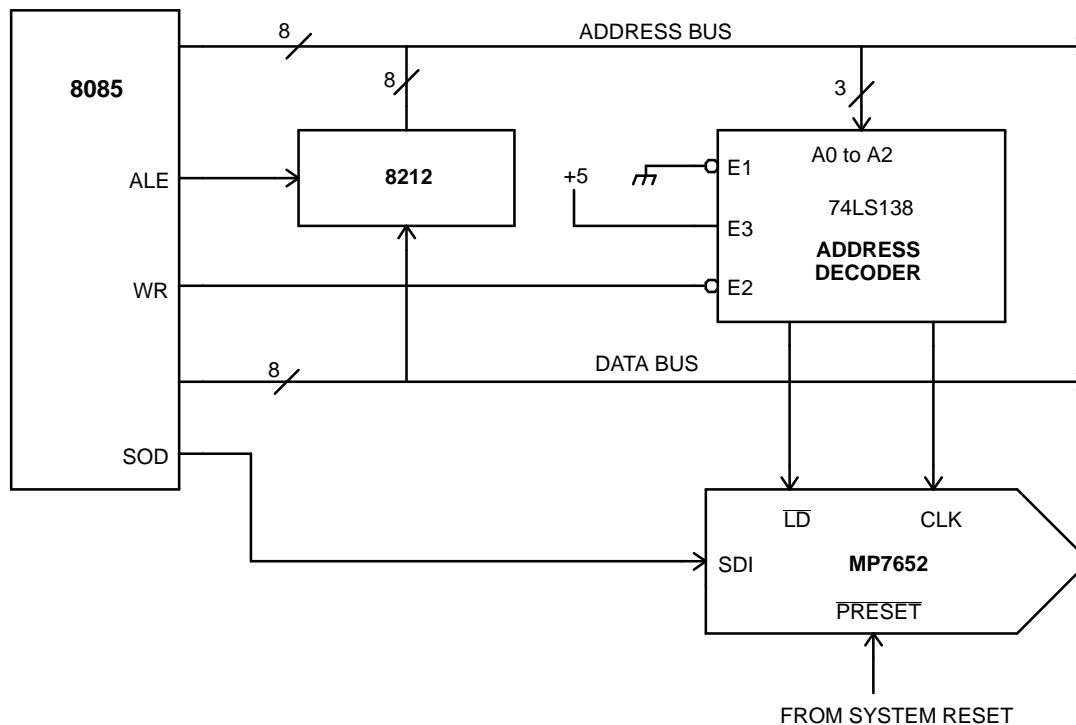 8
ADDRESS BUS
8085
8
3
ALE
8212
+5
E1
A0 to A2
74LS138
E3
ADDRESS
DECODER
WR
E2
8
DATA BUS
SOD
LD
CLK
SDI
MP7652
PRESET
FROM SYSTEM RESET